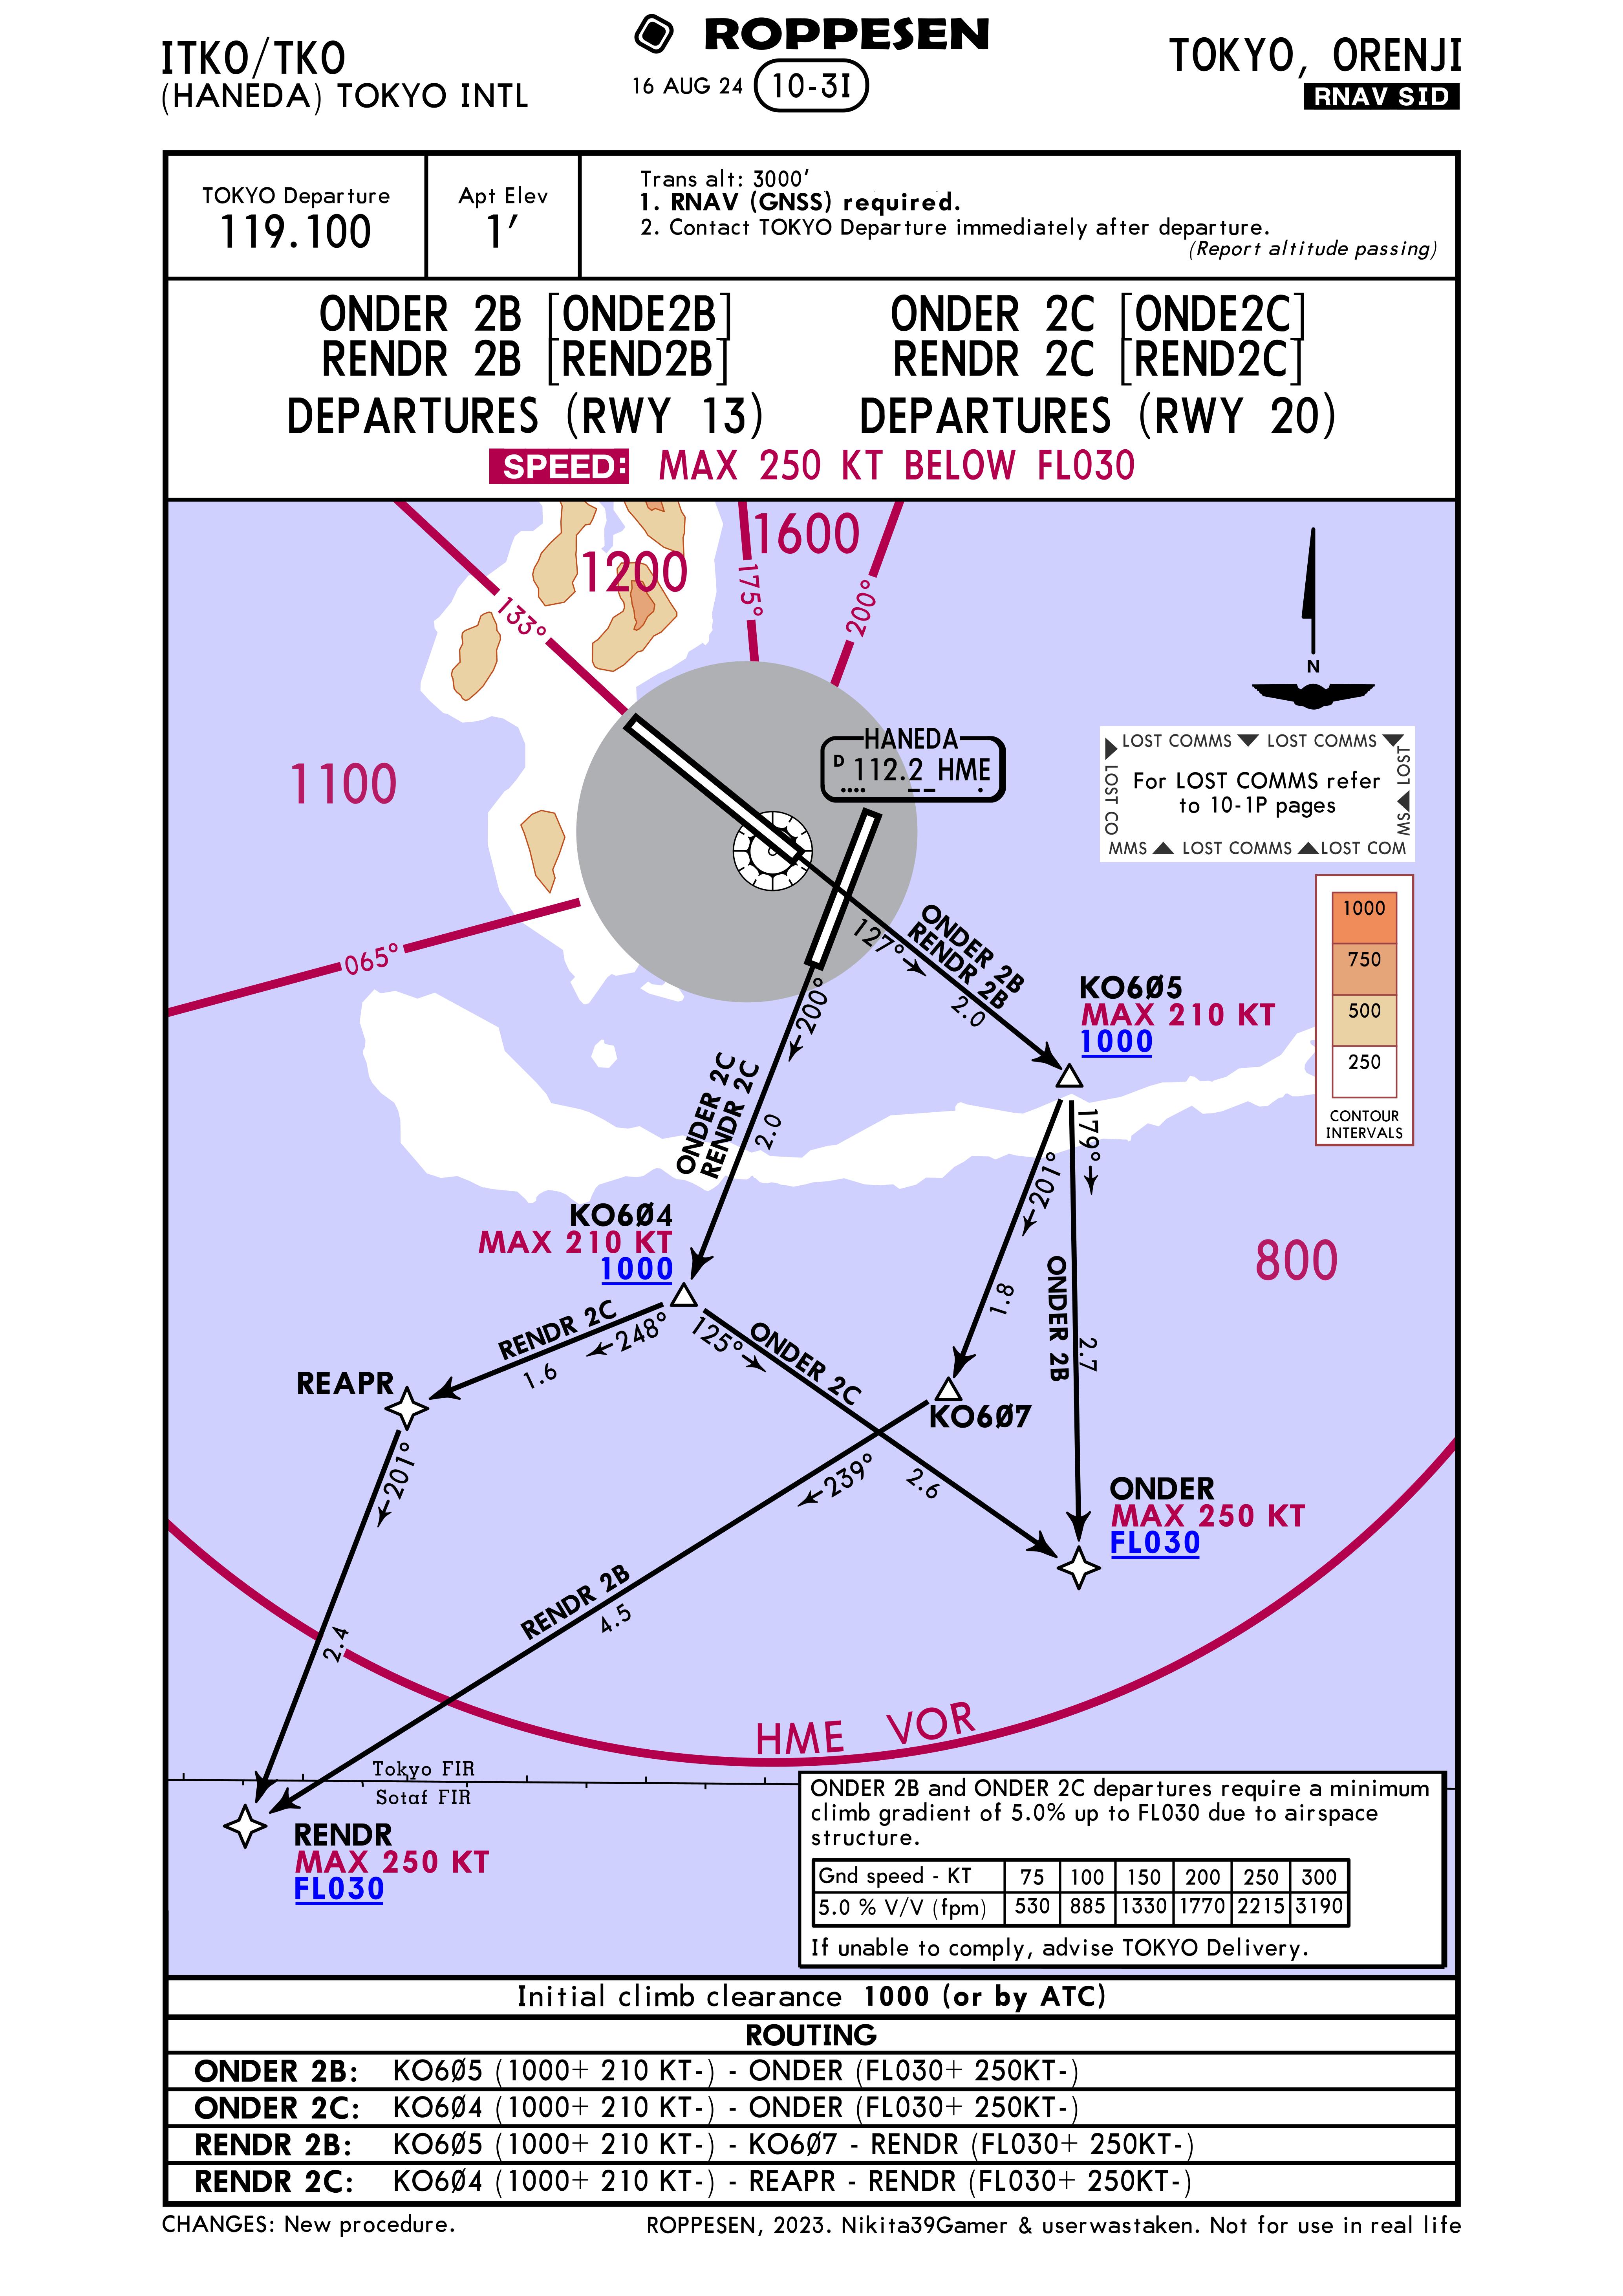 ITKO/TKO
(HANEDA) TOKYO INTL
ROPPESEN
16 AUG 24 10-3I
TOKYO, ORENJI
RNAV SID
TOKYO Departure
119.100
Apt Elev
1'
Trans alt: 3000'
1. RNAV (GNSS) required.
2. Contact TOKYO Departure immediately after departure.
(Report altitude passing)
ONDER 2B [ONDE2B]
RENDR 2B [REND2B]
DEPARTURES (RWY 13)
ONDER 2C [ONDE2C]
RENDR 2C [REND2C]
DEPARTURES (RWY 20)
SPEED: MAX 250 KT BELOW FL030
1600
1200
175°
200°
133°
N
HANEDA
D 112.2 HME
1100
LOST COMMS LOST COMMS
LOST CO
For LOST COMMS refer
to 10-1P pages
LOST
MS
MMS LOST COMMS LOST COM
1000
750
500
250
CONTOUR
INTERVALS
065°
127°
ONDER 2B
RENDR 2B
2.0
KO6Ø5
MAX 210 KT
1000
200°
ONDER 2C
RENDR 2C
2.0
179°
201°
1.8
ONDER 2B
2.7
800
KO6Ø4
MAX 210 KT
1000
RENDR 2C
248°
1.6
125°
ONDER 2C
2.6
REAPR
KO6Ø7
201°
2.4
239°
RENDR 2B
4.5
ONDER
MAX 250 KT
FL030
HME VOR
Tokyo FIR
Sotaf FIR
RENDR
MAX 250 KT
FL030
ONDER 2B and ONDER 2C departures require a minimum
climb gradient of 5.0% up to FL030 due to airspace
structure.
Gnd speed - KT 75 100 150 200 250 300
5.0 % V/V (fpm) 530 885 1330 1770 2215 3190
If unable to comply, advise TOKYO Delivery.
Initial climb clearance 1000 (or by ATC)
ROUTING
ONDER 2B: KO6Ø5 (1000+ 210 KT-) - ONDER (FL030+ 250KT-)
ONDER 2C: KO6Ø4 (1000+ 210 KT-) - ONDER (FL030+ 250KT-)
RENDR 2B: KO6Ø5 (1000+ 210 KT-) - KO6Ø7 - RENDR (FL030+ 250KT-)
RENDR 2C: KO6Ø4 (1000+ 210 KT-) - REAPR - RENDR (FL030+ 250KT-)
CHANGES: New procedure.
ROPPESEN, 2023. Nikita39Gamer & userwastaken. Not for use in real life